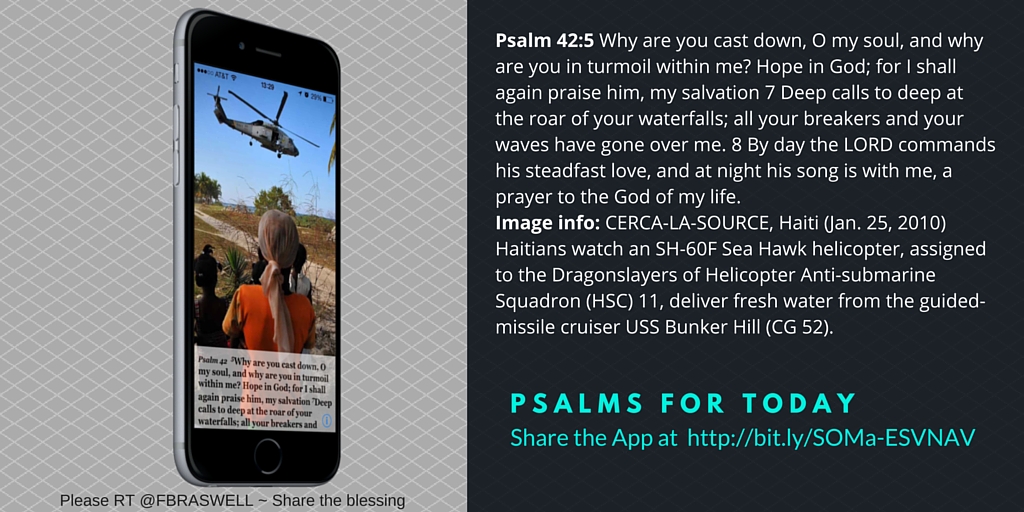 AT&T 13:29 29%
Psalm 42 ⁵Why are you cast down, O
my soul, and why are you in turmoil
within me? Hope in God; for I shall
again praise him, my salvation ⁷Deep
calls to deep at the roar of your
waterfalls; all your breakers and
Please RT @FBRASWELL ~ Share the blessing
Psalm 42:5 Why are you cast down, O my soul, and why
are you in turmoil within me? Hope in God; for I shall
again praise him, my salvation 7 Deep calls to deep at
the roar of your waterfalls; all your breakers and your
waves have gone over me. 8 By day the LORD commands
his steadfast love, and at night his song is with me, a
prayer to the God of my life.
Image info: CERCA-LA-SOURCE, Haiti (Jan. 25, 2010)
Haitians watch an SH-60F Sea Hawk helicopter, assigned
to the Dragonslayers of Helicopter Anti-submarine
Squadron (HSC) 11, deliver fresh water from the guided-
missile cruiser USS Bunker Hill (CG 52).
PSALMS FOR TODAY
Share the App at http://bit.ly/SOMa-ESVNAV